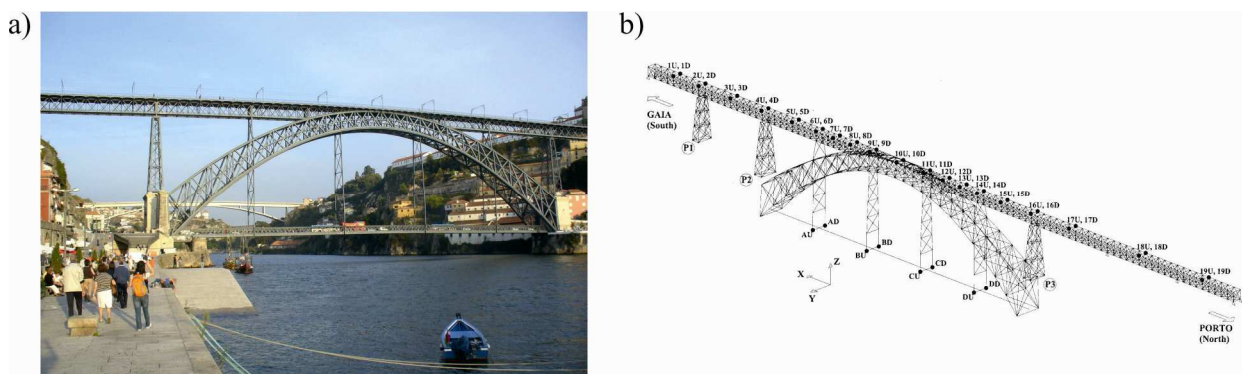 a)
b)
1U, 1D
2U, 2D
3U, 3D
4U, 4D
5U, 5D
6U, 6D
7U, 7D
8U, 8D
9U, 9D
10U, 10D
11U, 11D
12U, 12D
13U, 13D
14U, 14D
15U, 15D
16U, 16D
17U, 17D
18U, 18D
19U, 19D
GAIA
(South)
P1
P2
AD
AU
BD
BU
CD
CU
DD
DU
P3
Z
X
Y
PORTO
(North)